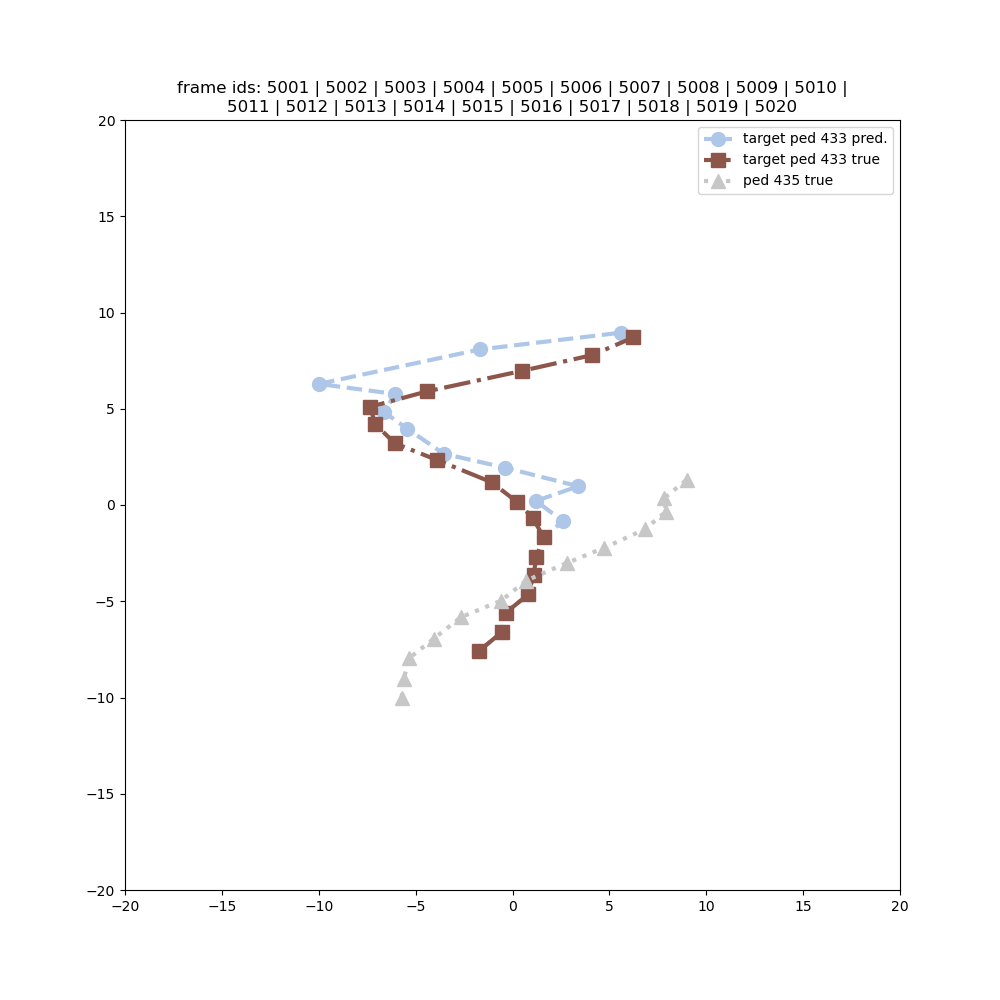 frame ids: 5001 | 5002 | 5003 | 5004 | 5005 | 5006 | 5007 | 5008 | 5009 | 5010 |
5011 | 5012 | 5013 | 5014 | 5015 | 5016 | 5017 | 5018 | 5019 | 5020
target ped 433 pred.
target ped 433 true
ped 435 true
20
15
10
5
0
−5
−10
−15
−20
−20 −15 −10 −5 0 5 10 15 20